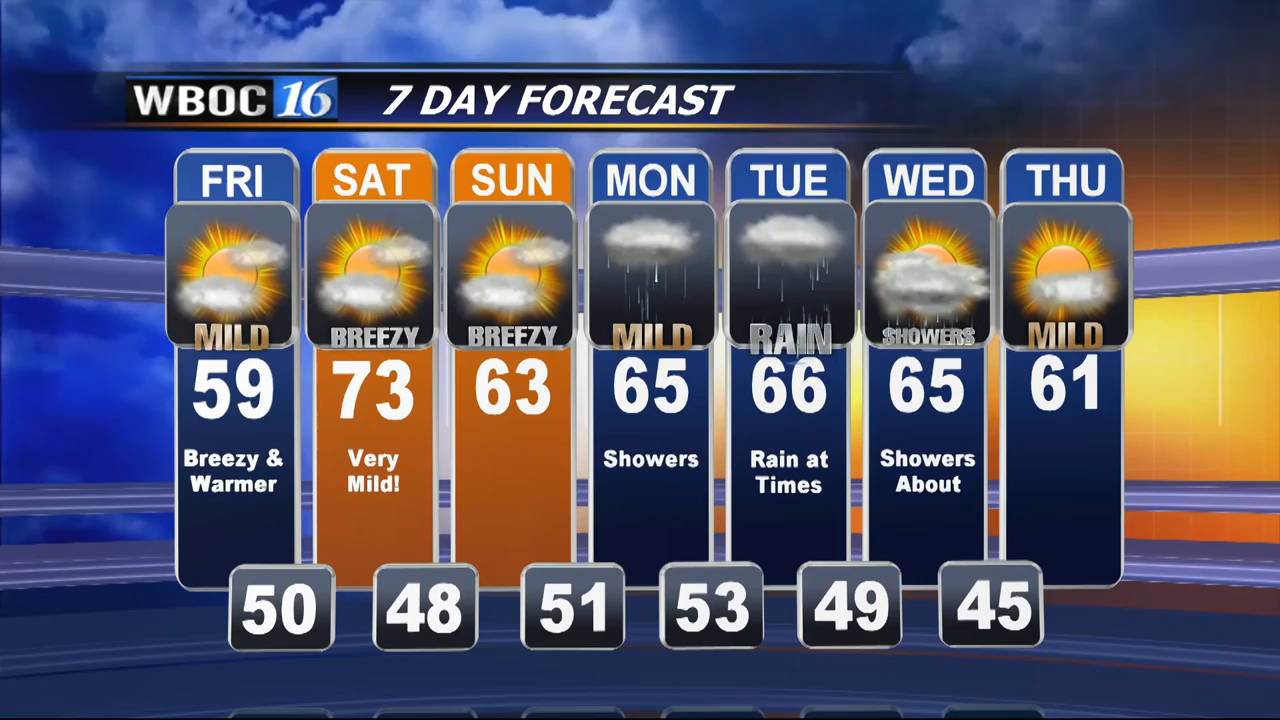 WBOC 16 7 DAY FORECAST
FRI SAT SUN MON TUE WED THU
MILD BREEZY BREEZY MILD RAIN SHOWERS MILD
59 73 63 65 66 65 61
Breezy & Very Showers Rain at Showers
Warmer Mild! Times About
50 48 51 53 49 45